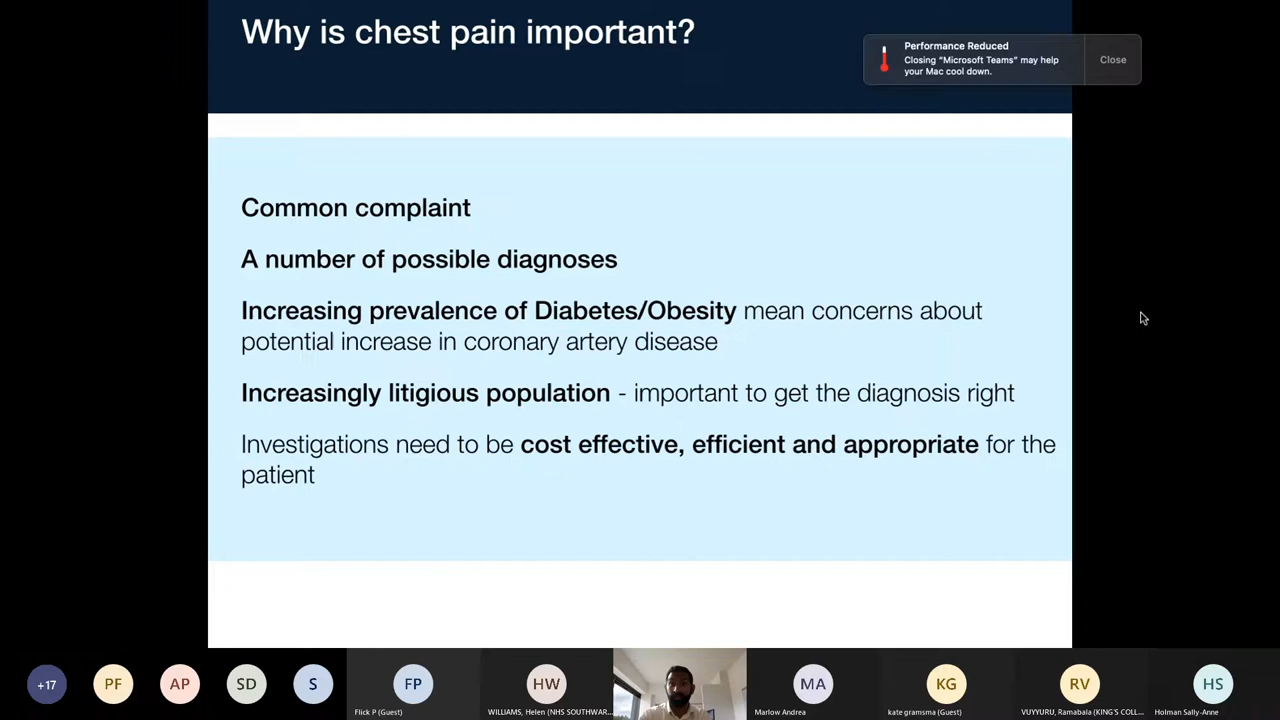 Why is chest pain important?
Performance Reduced
Closing “Microsoft Teams” may help
your Mac cool down.
Close
Common complaint
A number of possible diagnoses
Increasing prevalence of Diabetes/Obesity mean concerns about
potential increase in coronary artery disease
Increasingly litigious population - important to get the diagnosis right
Investigations need to be cost effective, efficient and appropriate for the
patient
+17
PF
AP
SD
S
FP
HW
MA
KG
RV
HS
Flick P (Guest)
WILLIAMS, Helen (NHS SOUTHWAR...
Marlow Andrea
kate gramsma (Guest)
VUYYURU, Ramabala (KING'S COLL...
Holman Sally-Anne